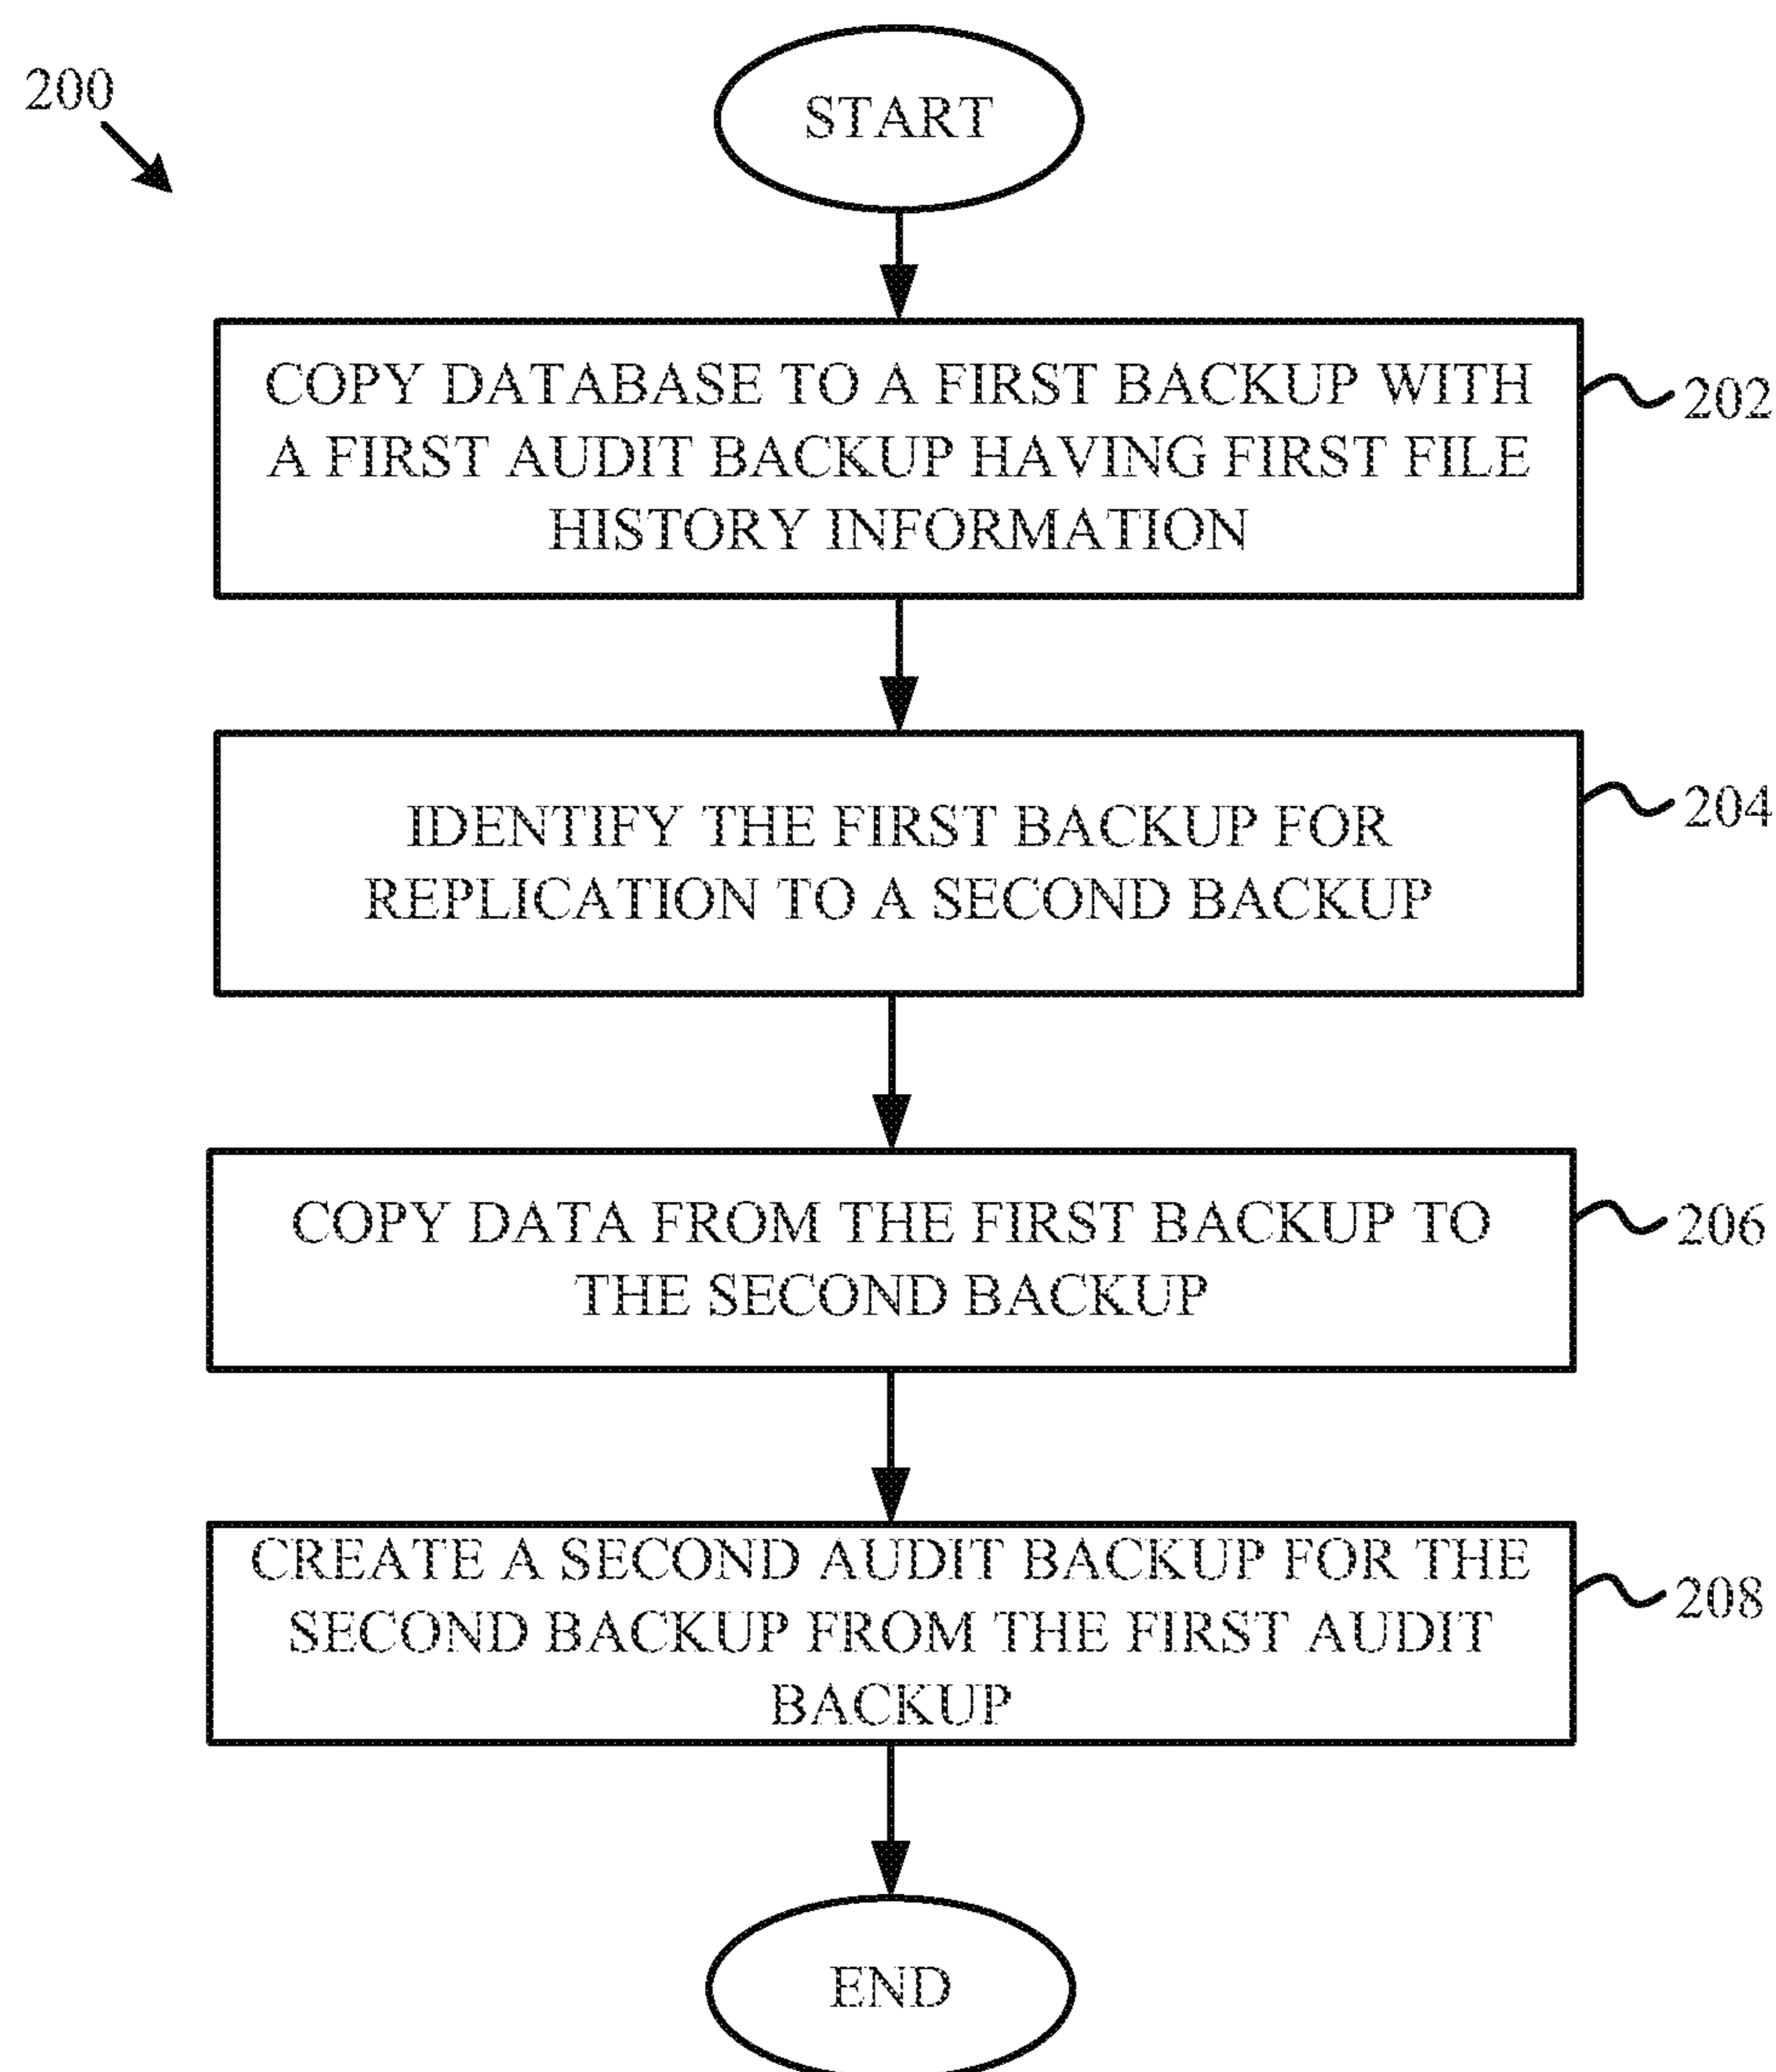 200
START
COPY DATABASE TO A FIRST BACKUP WITH
A FIRST AUDIT BACKUP HAVING FIRST FILE
HISTORY INFORMATION
202
IDENTIFY THE FIRST BACKUP FOR
REPLICATION TO A SECOND BACKUP
204
COPY DATA FROM THE FIRST BACKUP TO
THE SECOND BACKUP
206
CREATE A SECOND AUDIT BACKUP FOR THE
SECOND BACKUP FROM THE FIRST AUDIT
BACKUP
208
END